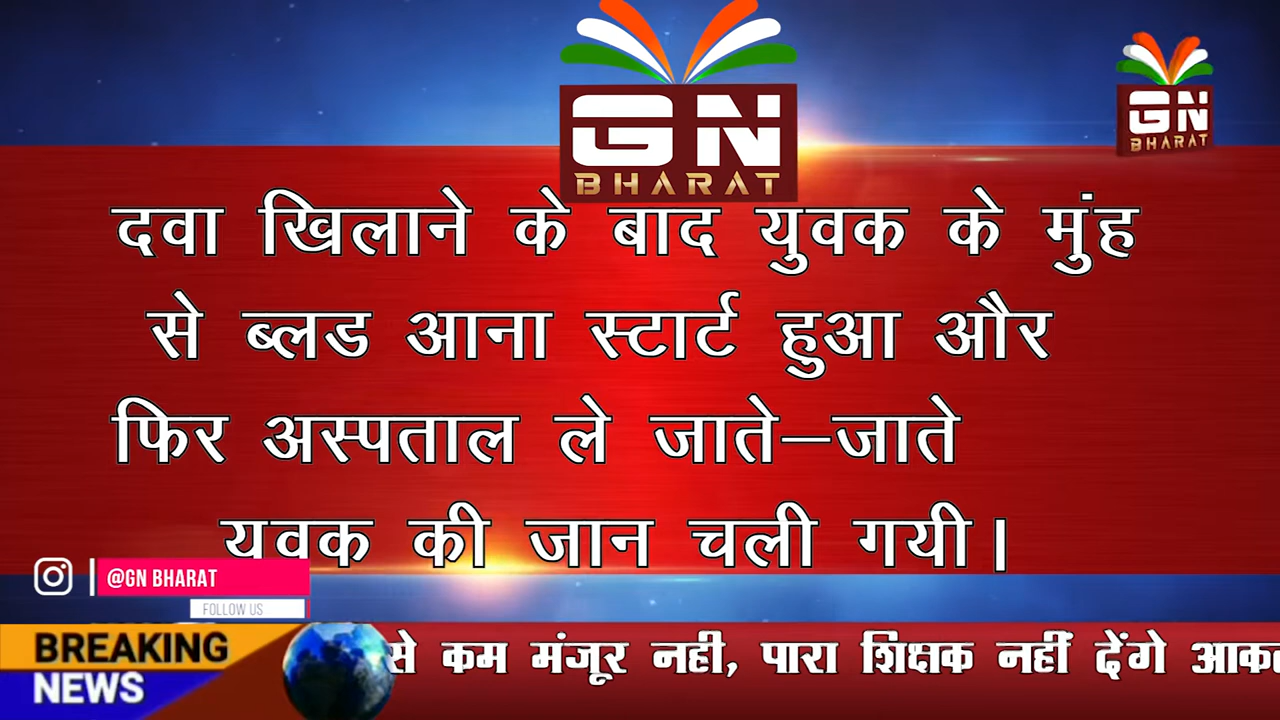 GN
BHARAT
GN
BHARAT
दवा खिलाने के बाद युवक के मुंह
से ब्लड आना स्टार्ट हुआ और
फिर अस्पताल ले जाते–जाते
युवक की जान चली गयी।
@GN BHARAT
FOLLOW US
BREAKING
NEWS
से कम मंजूर नहीं, पारा शिक्षक नहीं देंगे